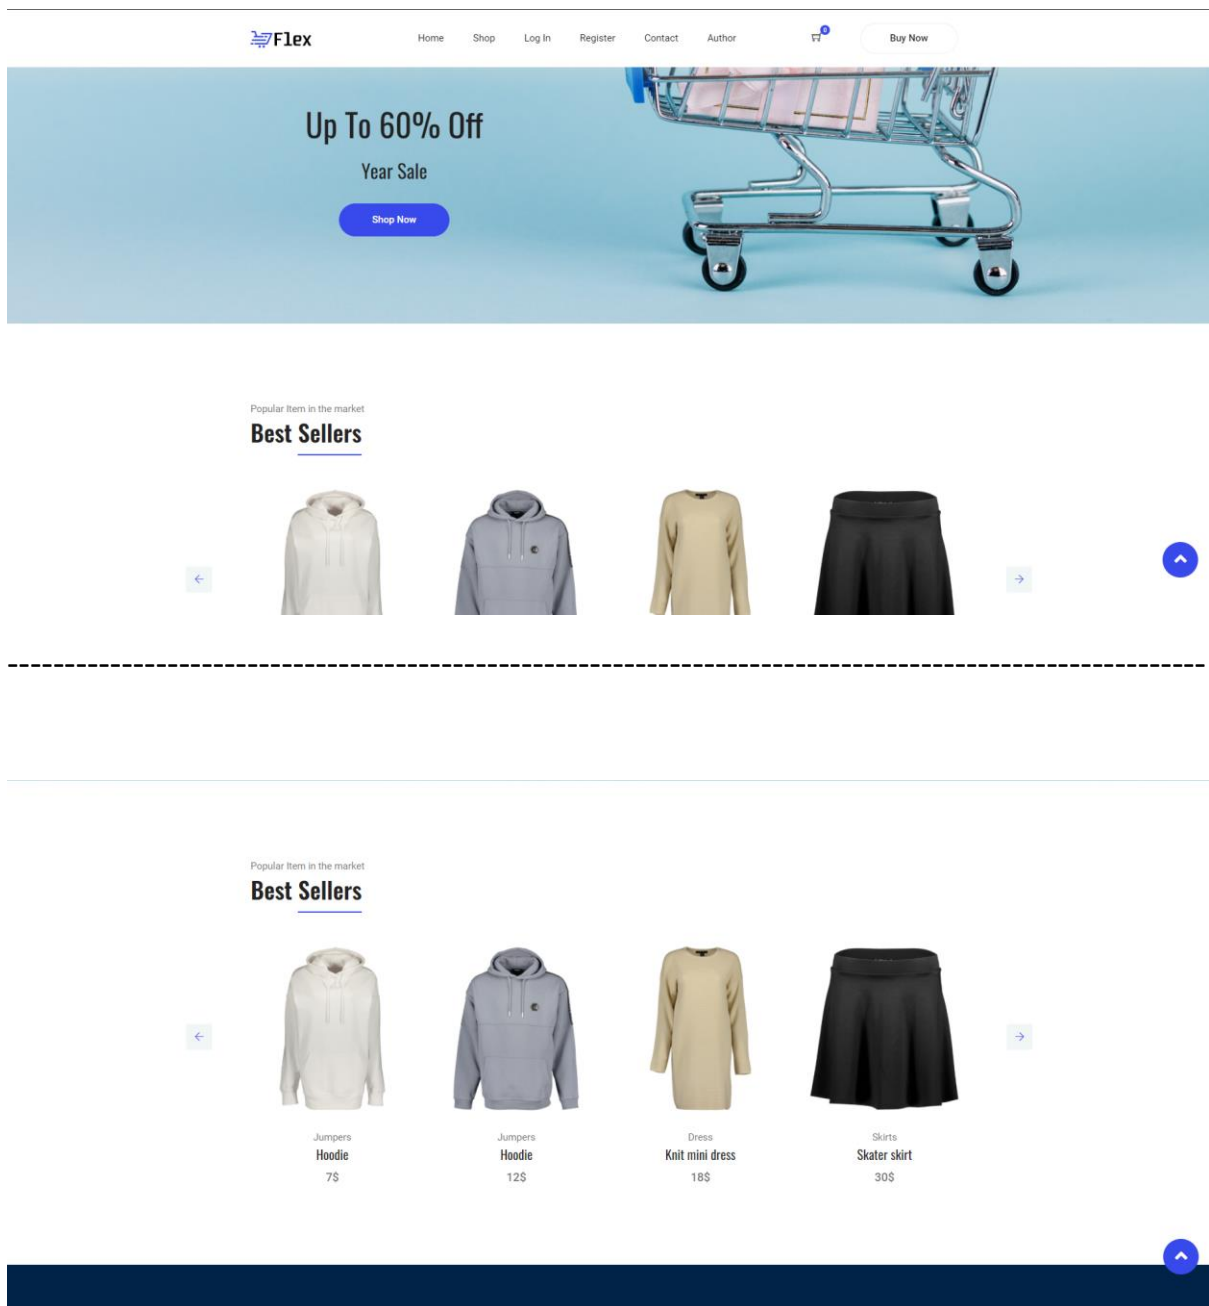 Flex Home Shop Log In Register Contact Author 0 Buy Now
Up To 60% Off
Year Sale
Shop Now
Popular Item in the market
Best Sellers
Popular Item in the market
Best Sellers
Jumpers Jumpers Dress Skirts
Hoodie Hoodie Knit mini dress Skater skirt
7$ 12$ 18$ 30$